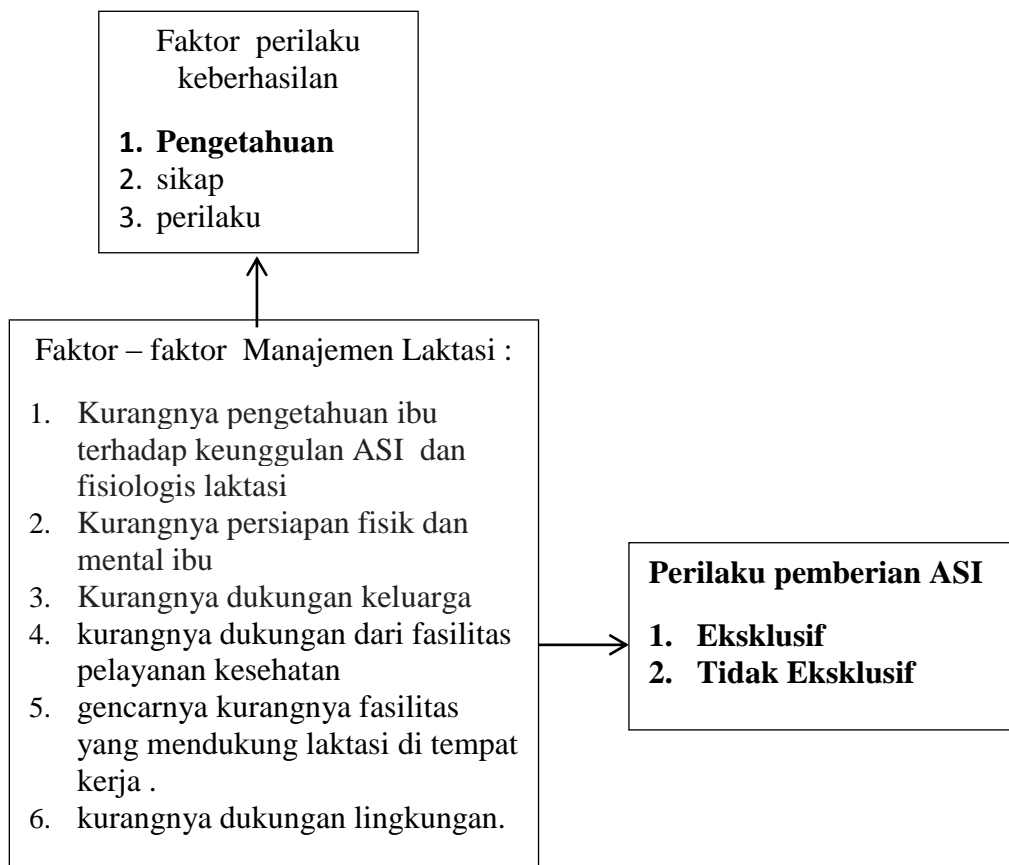 Faktor perilaku
keberhasilan
1. Pengetahuan
2. sikap
3. perilaku
Faktor – faktor Manajemen Laktasi :
1. Kurangnya pengetahuan ibu
terhadap keunggulan ASI dan
fisiologis laktasi
2. Kurangnya persiapan fisik dan
mental ibu
3. Kurangnya dukungan keluarga
4. kurangnya dukungan dari fasilitas
pelayanan kesehatan
5. gencarnya kurangnya fasilitas
yang mendukung laktasi di tempat
kerja .
6. kurangnya dukungan lingkungan.
Perilaku pemberian ASI
1. Eksklusif
2. Tidak Eksklusif